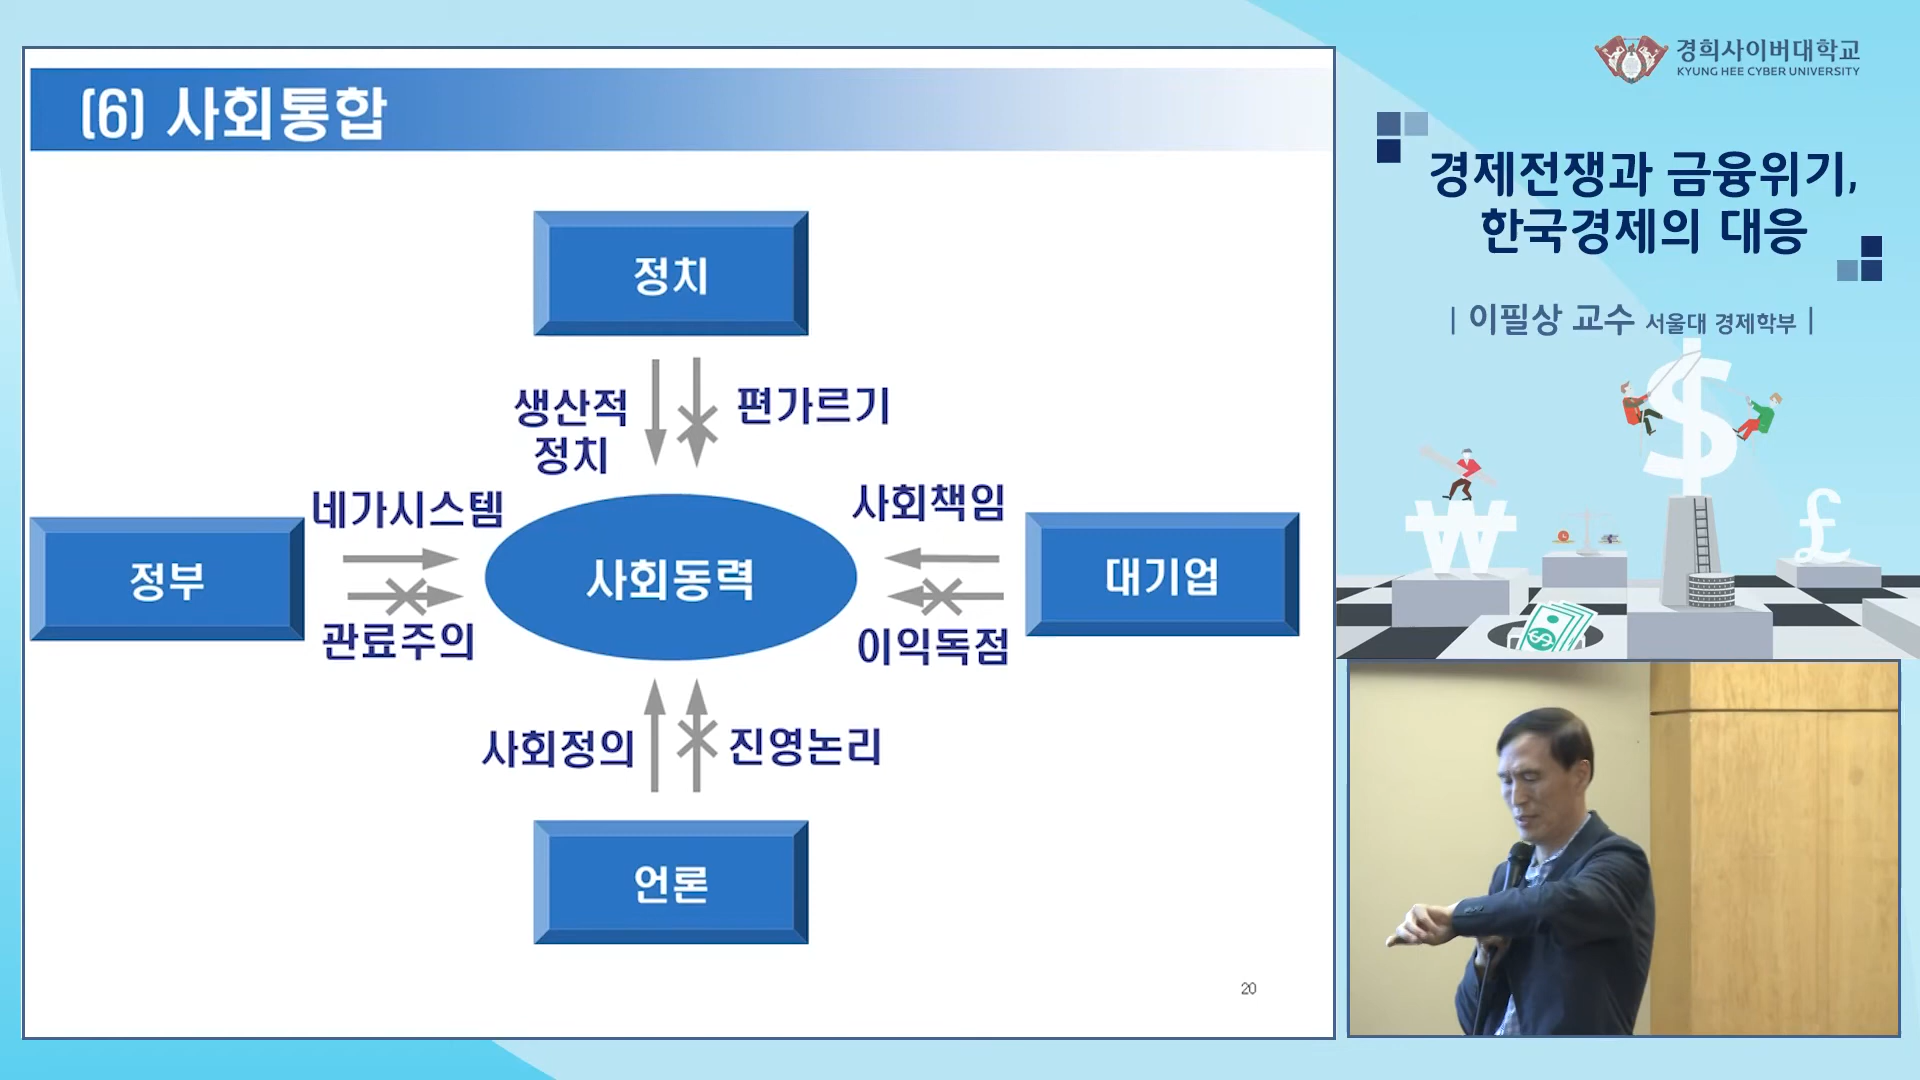 (6) 사회통합
정치
생산적
정치
편가르기
네가시스템
사회책임
정부
사회동력
대기업
관료주의
이익독점
사회정의
진영논리
언론
20
경희사이버대학교
KYUNG HEE CYBER UNIVERSITY
경제전쟁과 금융위기,
한국경제의 대응
| 이필상 교수 서울대 경제학부 |